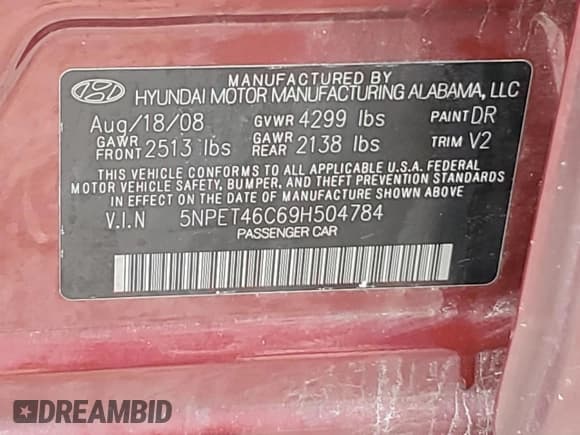 MANUFACTURED BY
HYUNDAI MOTOR MANUFACTURING ALABAMA, LLC
Aug/18/08 GVWR 4299 lbs PAINT DR
GAWR FRONT 2513 lbs GAWR REAR 2138 lbs TRIM V2
THIS VEHICLE CONFORMS TO ALL APPLICABLE U.S.A. FEDERAL
MOTOR VEHICLE SAFETY, BUMPER, AND THEFT PREVENTION STANDARDS
IN EFFECT ON THE DATE OF MANUFACTURE SHOWN ABOVE.
V.I.N 5NPET46C69H504784
PASSENGER CAR
DREAMBID